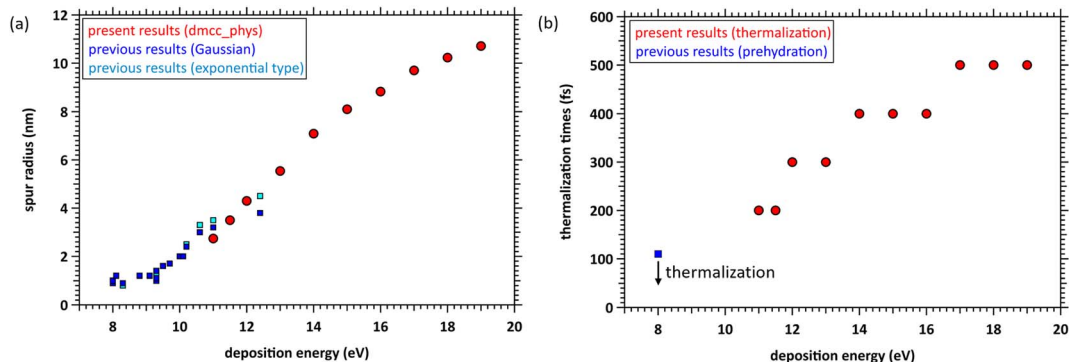 (a)
present results (dmcc_phys)
previous results (Gaussian)
previous results (exponential type)
spur radius (nm)
12
10
8
6
4
2
0
8 10 12 14 16 18 20
deposition energy (eV)
(b)
present results (thermalization)
previous results (prehydration)
thermalization times (fs)
600
500
400
300
200
100
0
thermalization
8 10 12 14 16 18 20
deposition energy (eV)